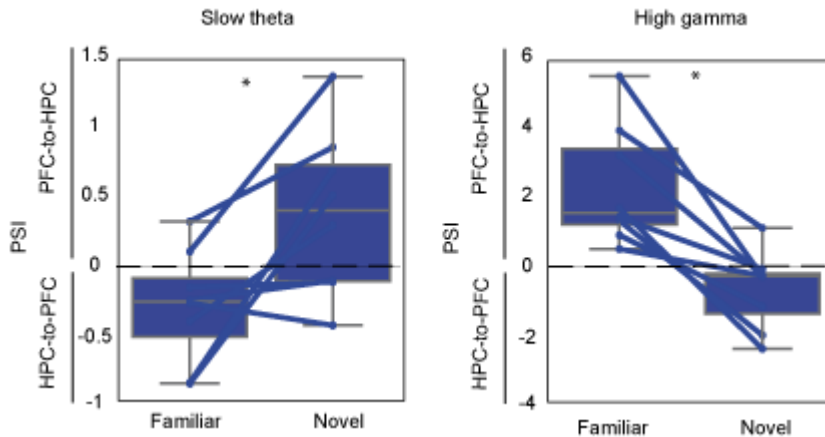 Slow theta
PSI
HPC-to-PFC
PFC-to-HPC
1.5
1
0.5
0
-0.5
-1
*
Familiar
Novel
High gamma
PSI
HPC-to-PFC
PFC-to-HPC
6
4
2
0
-2
-4
*
Familiar
Novel